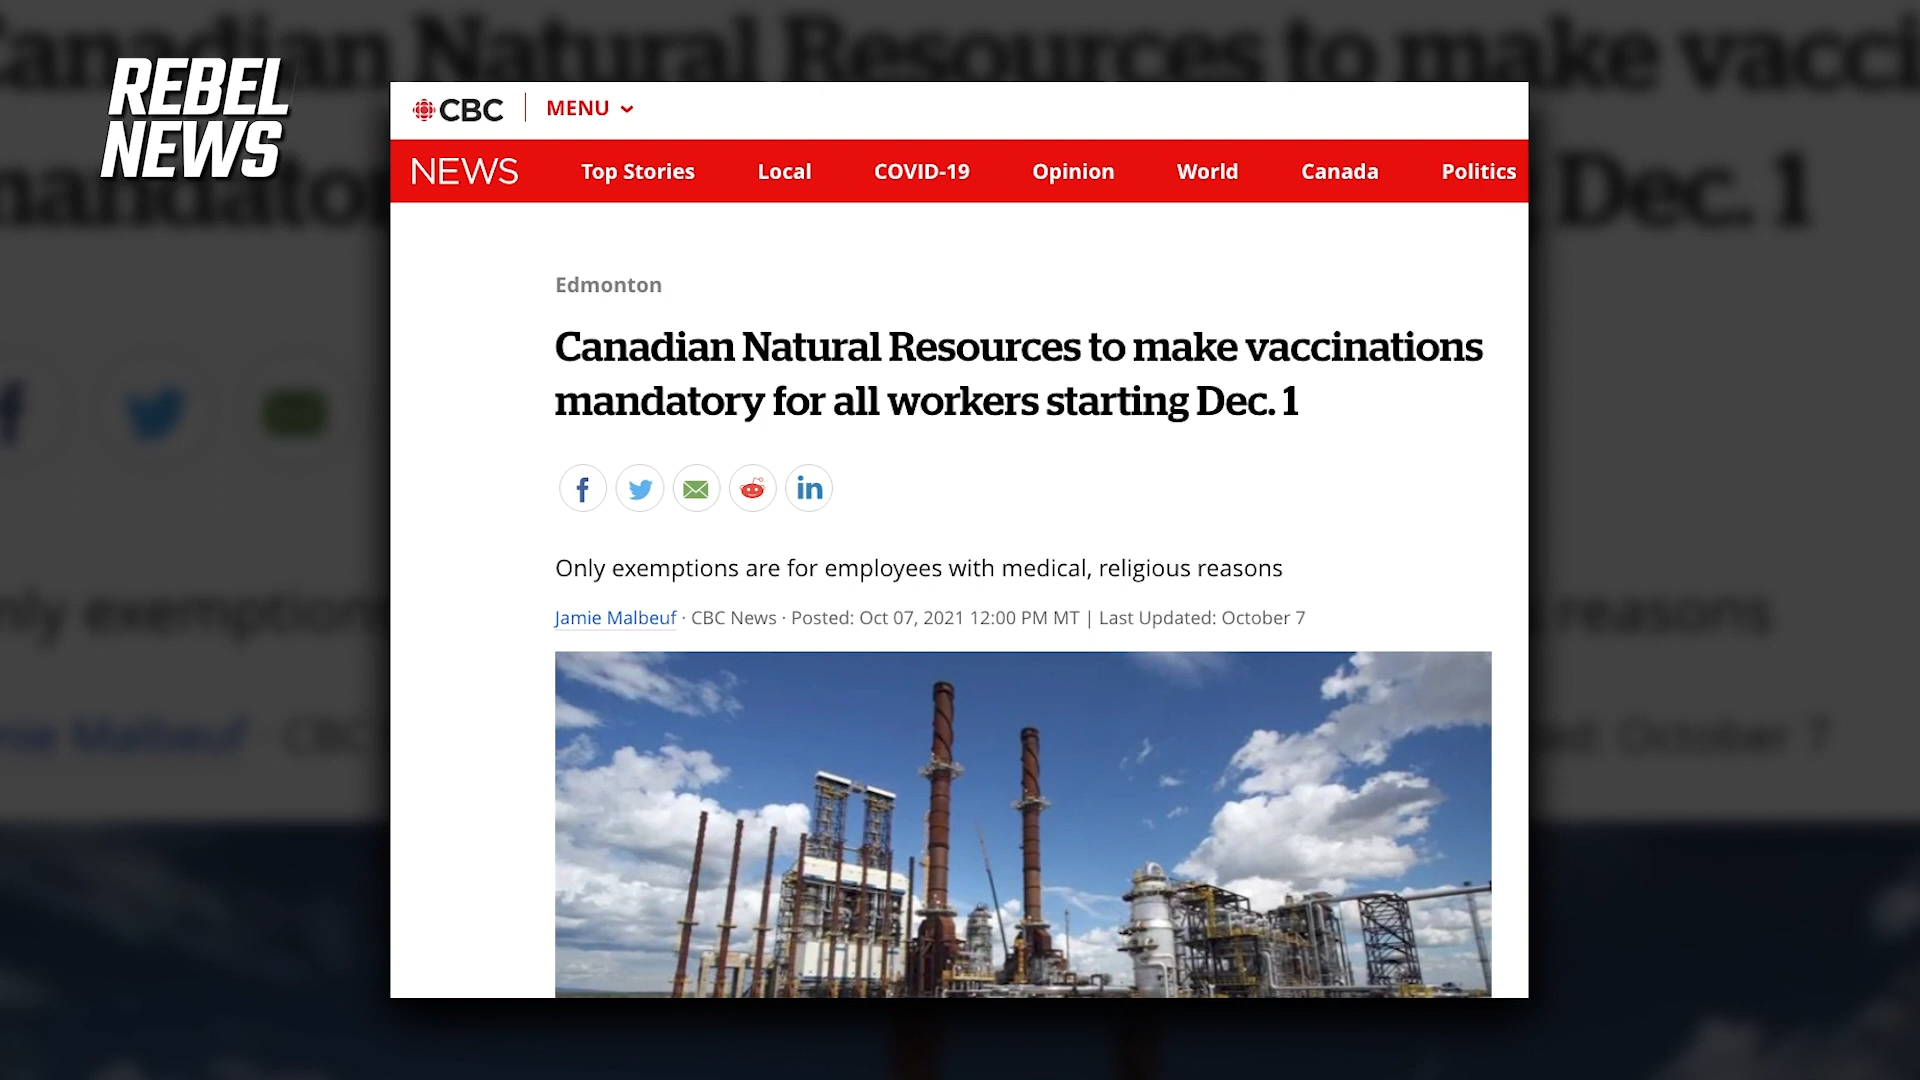 REBEL
NEWS
CBC
MENU
NEWS Top Stories Local COVID-19 Opinion World Canada Politics
Edmonton
Canadian Natural Resources to make vaccinations
mandatory for all workers starting Dec. 1
Only exemptions are for employees with medical, religious reasons
Jamie Malbeuf · CBC News · Posted: Oct 07, 2021 12:00 PM MT | Last Updated: October 7